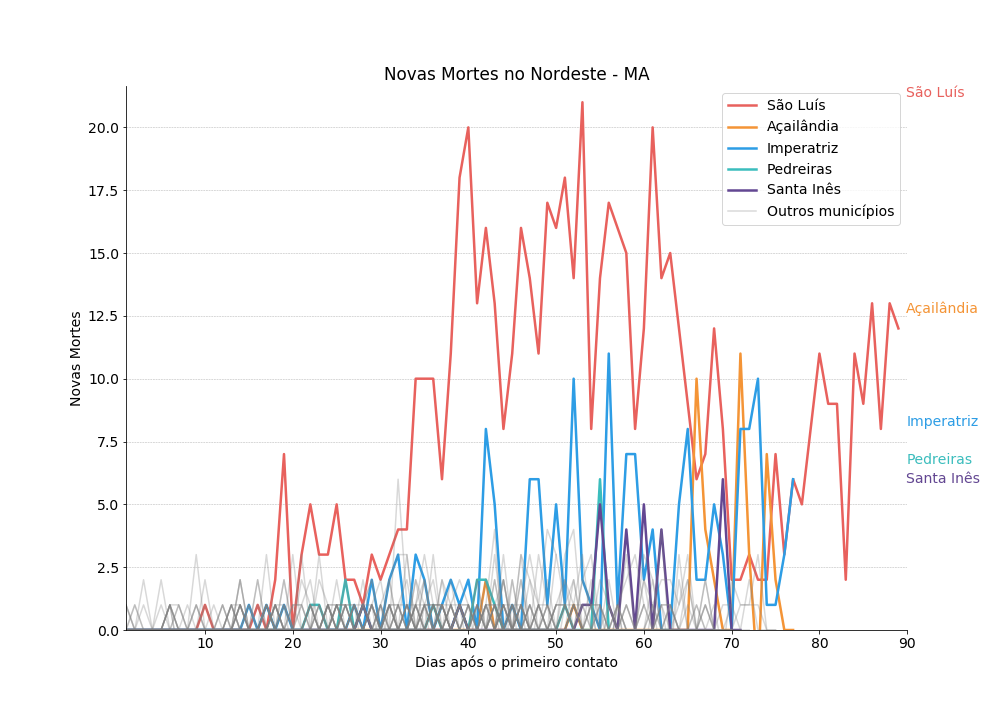 Novas Mortes no Nordeste - MA
São Luís
São Luís
Açailândia
Imperatriz
Pedreiras
Santa Inês
Outros municípios
Açailândia
Imperatriz
Pedreiras
Santa Inês
Novas Mortes
20.0
17.5
15.0
12.5
10.0
7.5
5.0
2.5
0.0
10 20 30 40 50 60 70 80 90
Dias após o primeiro contato